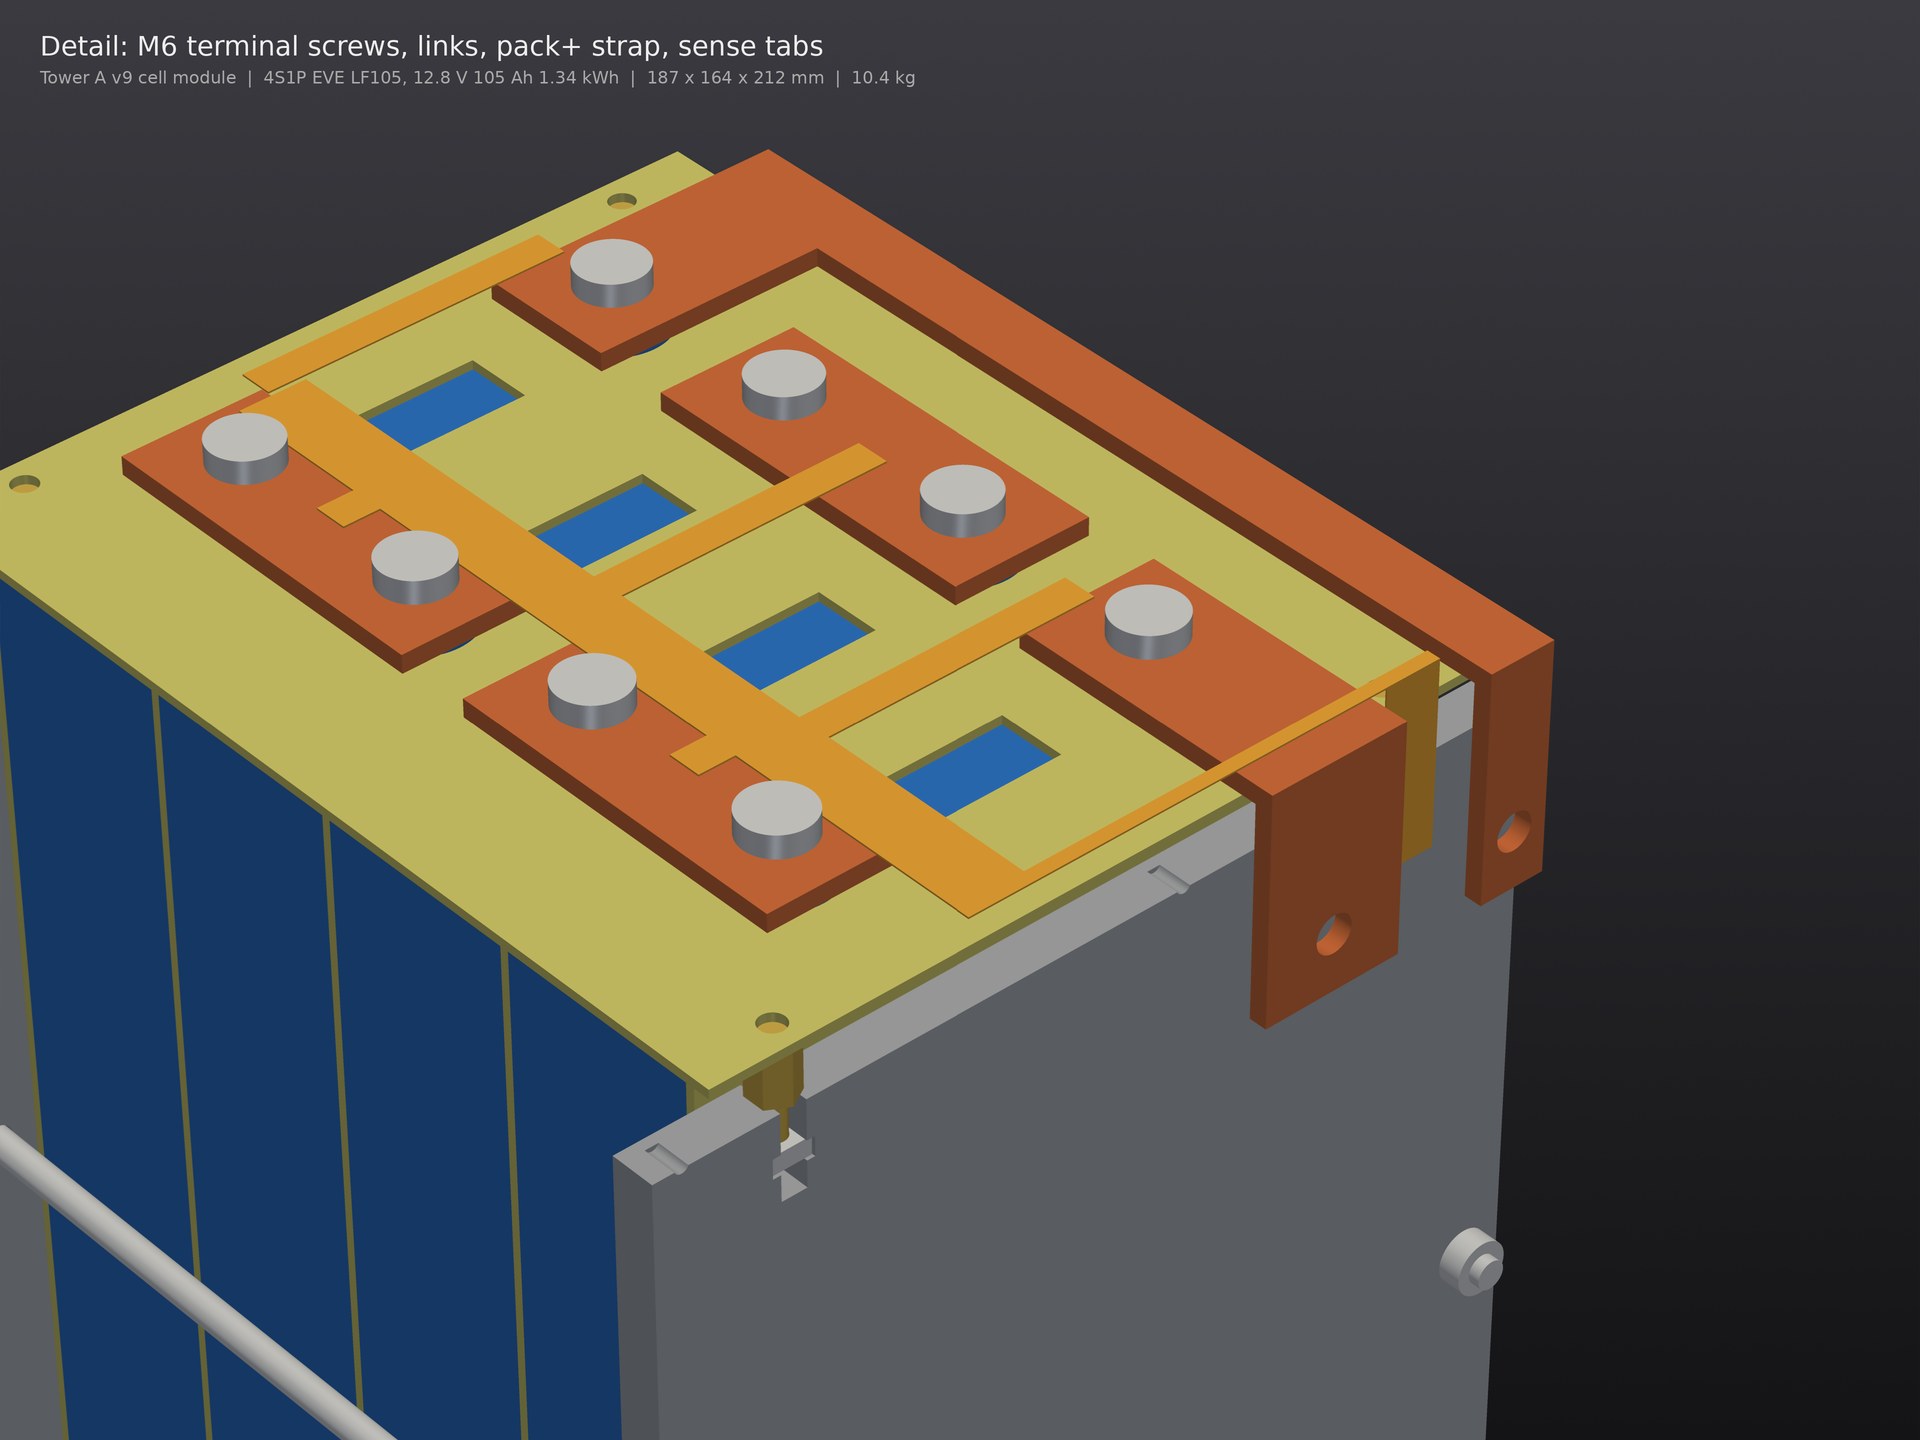 Detail: M6 terminal screws, links, pack+ strap, sense tabs
Tower A v9 cell module | 4S1P EVE LF105, 12.8 V 105 Ah 1.34 kWh | 187 x 164 x 212 mm | 10.4 kg